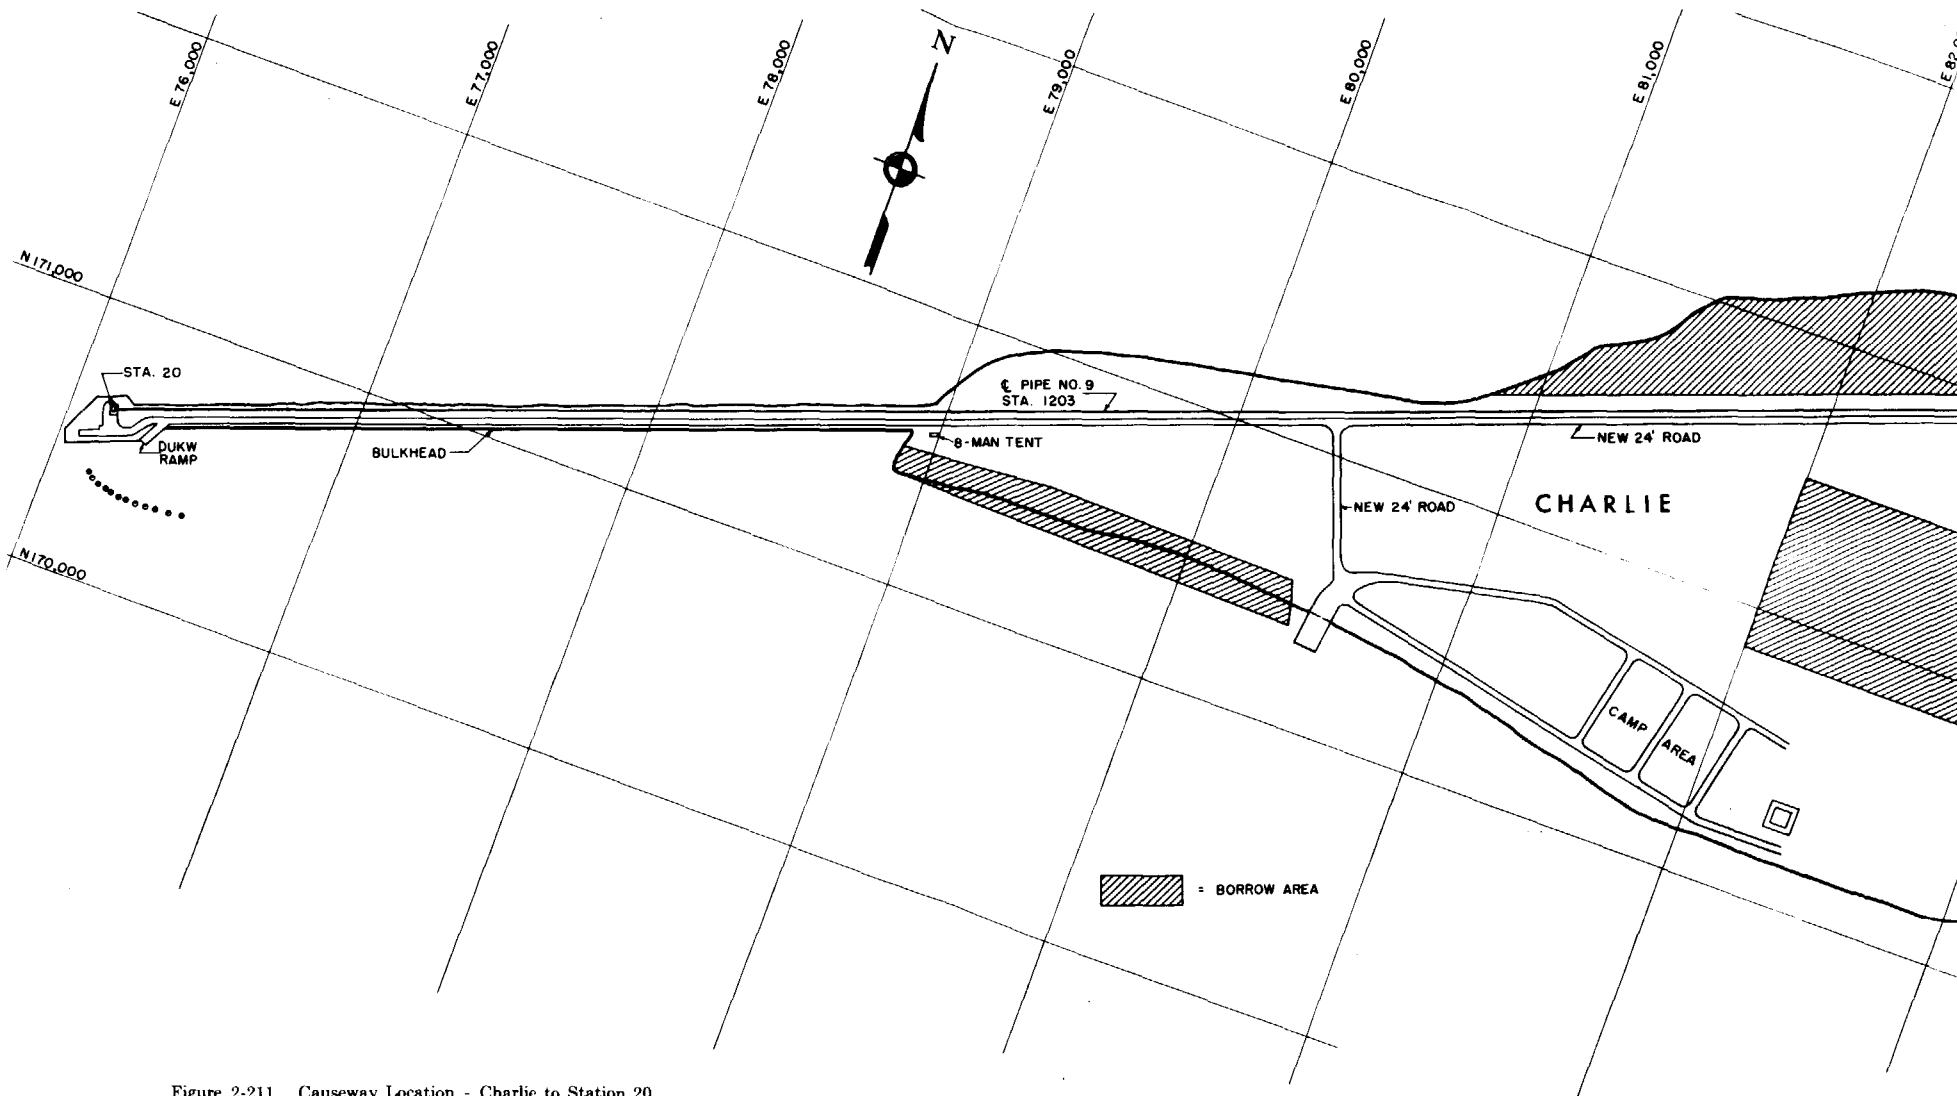 E 76,000
E 77,000
E 78,000
E 79,000
E 80,000
E 81,000
E 82,0
N
N 171,000
STA. 20
℄ PIPE NO. 9
STA. 1203
DUKW
RAMP
BULKHEAD
8-MAN TENT
NEW 24' ROAD
NEW 24' ROAD
CHARLIE
N 170,000
CAMP
AREA
= BORROW AREA
Figure 2-211 Causeway Location - Charlie to Station 20